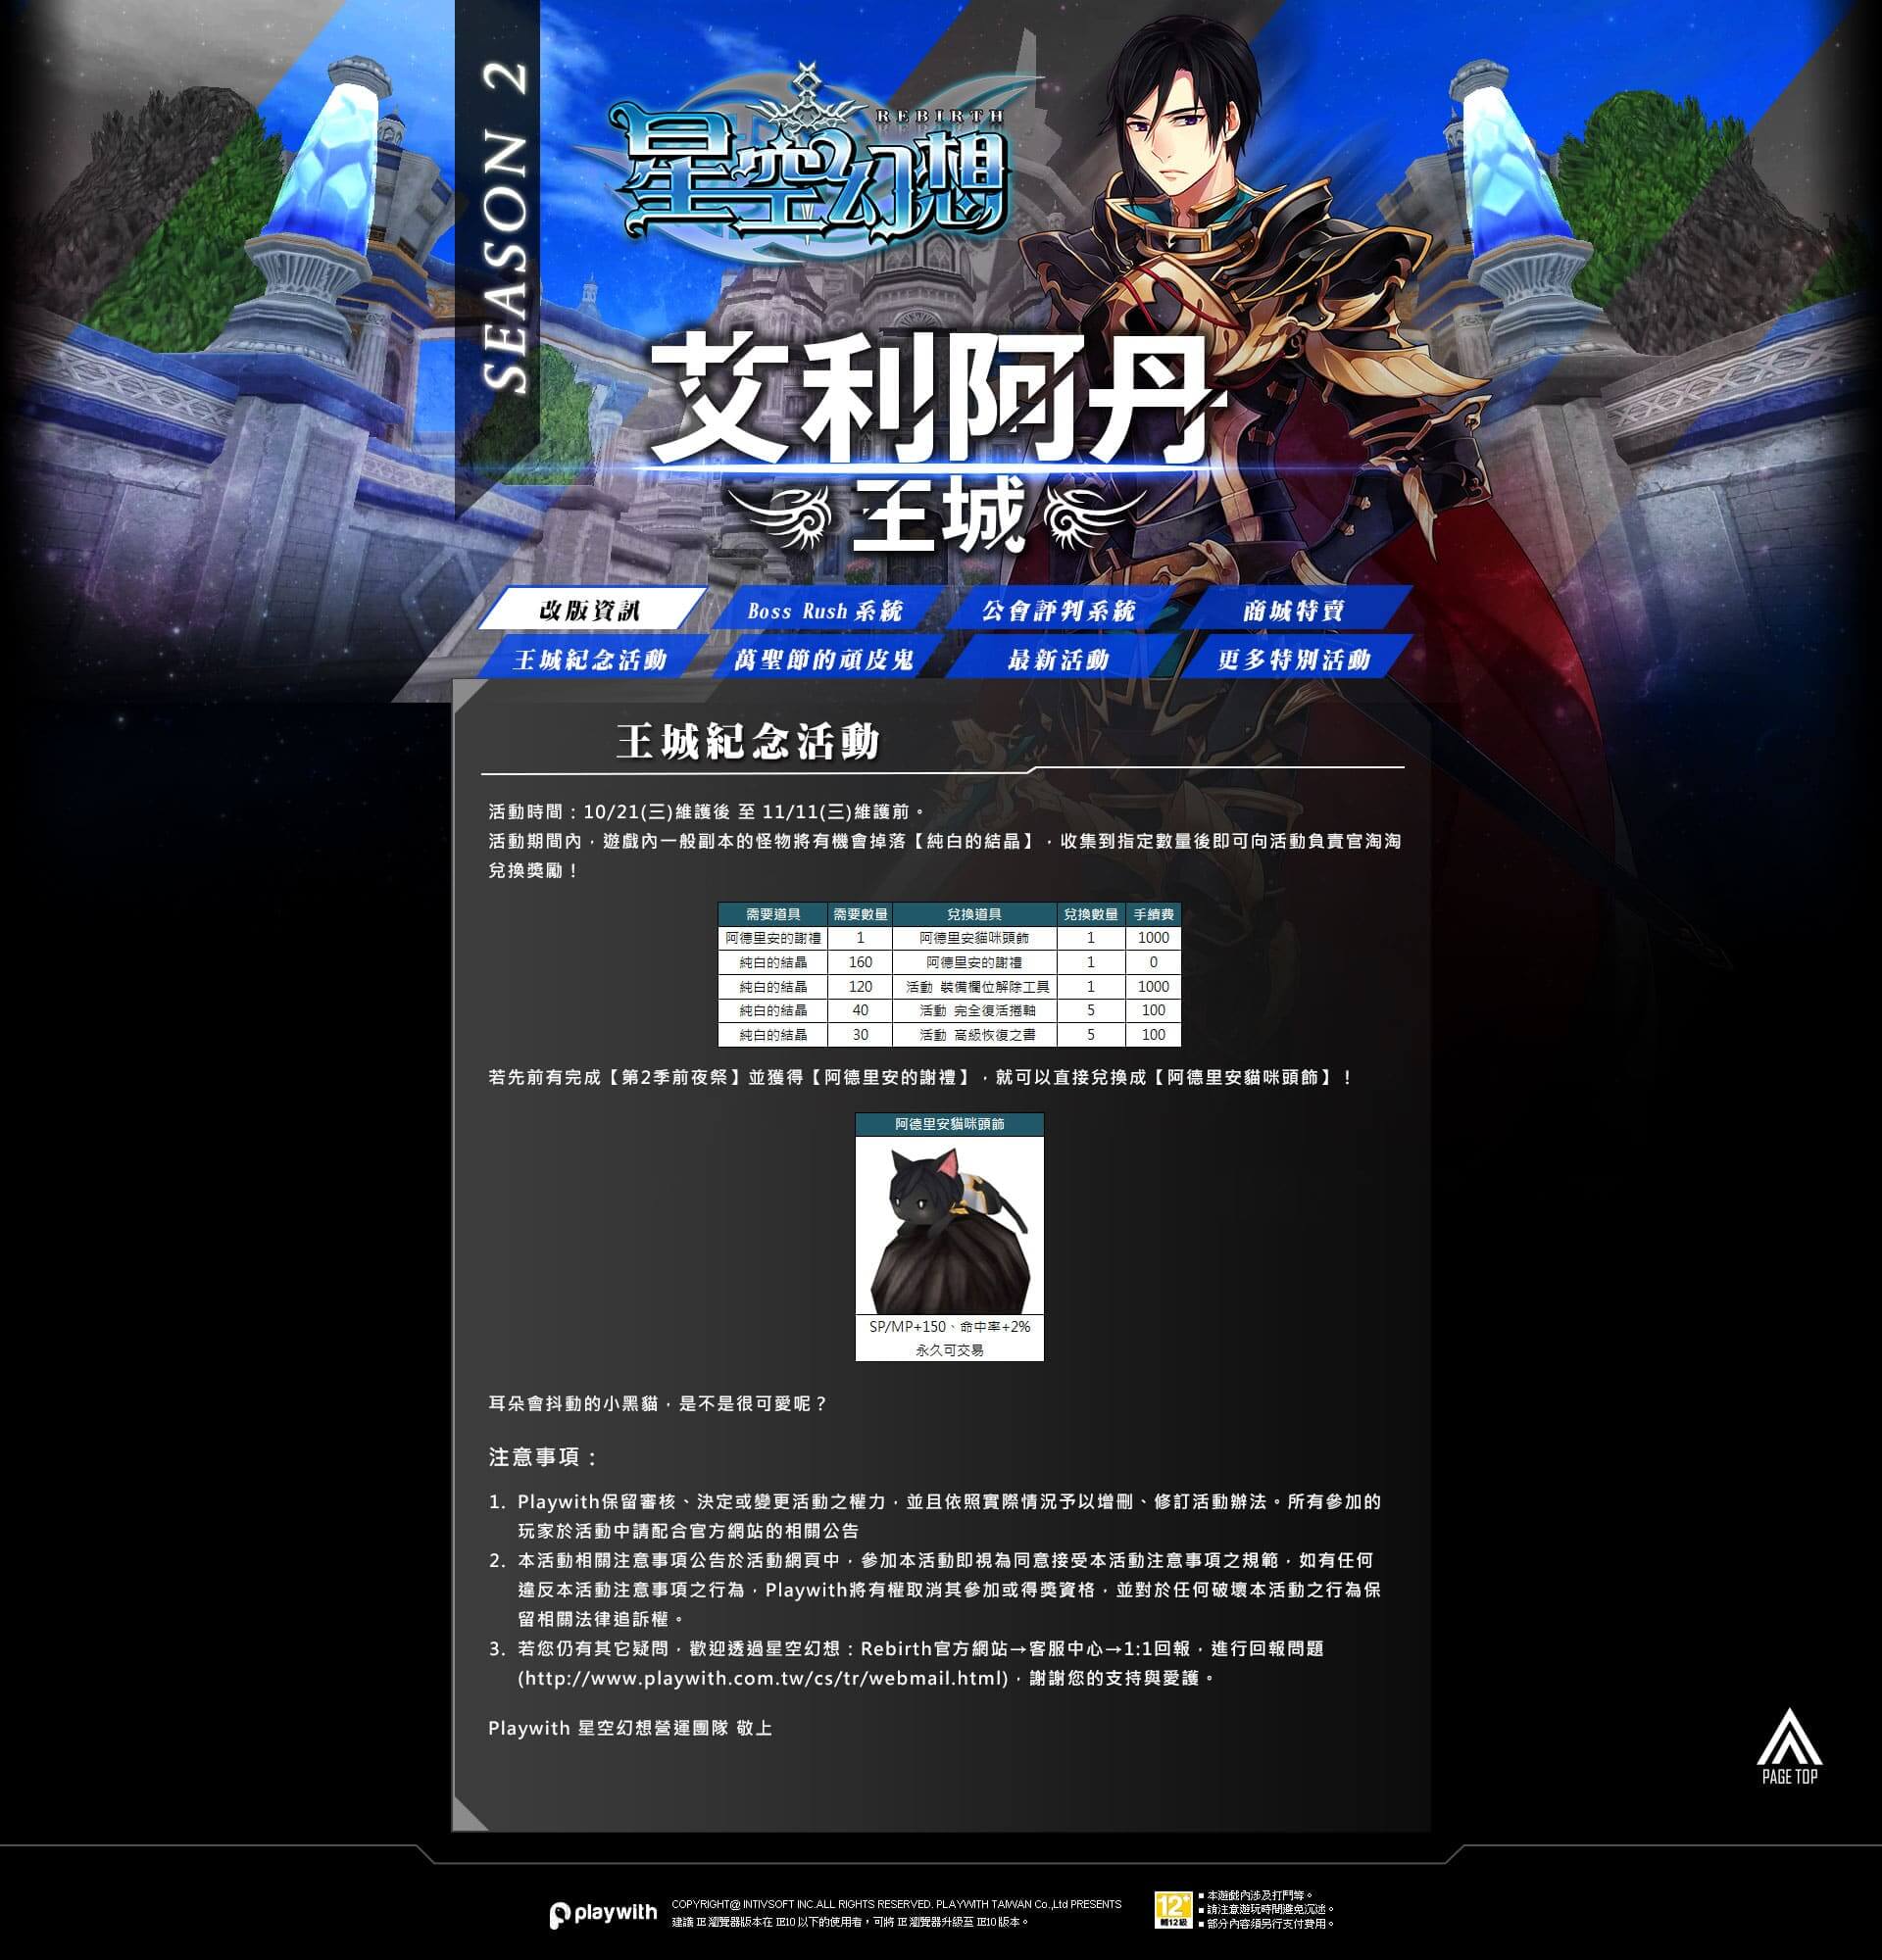 SEASON 2
REBIRTH
星空幻想
艾利阿丹
王城
改版資訊
Boss Rush 系統
公會評判系統
商城特賣
王城紀念活動
萬聖節的頑皮鬼
最新活動
更多特別活動
王城紀念活動
活動時間：10/21(三)維護後 至 11/11(三)維護前。
活動期間內，遊戲內一般副本的怪物將有機會掉落【純白的結晶】，收集到指定數量後即可向活動負責官淘淘
兌換獎勵！
需要道具 需要數量 兌換道具 兌換數量 手續費
阿德里安的謝禮 1 阿德里安貓咪頭飾 1 1000
純白的結晶 160 阿德里安的謝禮 1 0
純白的結晶 120 活動 裝備欄位解除工具 1 1000
純白的結晶 40 活動 完全復活捲軸 5 100
純白的結晶 30 活動 高級恢復之書 5 100
若先前有完成【第2季前夜祭】並獲得【阿德里安的謝禮】，就可以直接兌換成【阿德里安貓咪頭飾】！
阿德里安貓咪頭飾
SP/MP+150、命中率+2%
永久可交易
耳朵會抖動的小黑貓，是不是很可愛呢？
注意事項：
1. Playwith保留審核、決定或變更活動之權力，並且依照實際情況予以增刪、修訂活動辦法。所有參加的
玩家於活動中請配合官方網站的相關公告
2. 本活動相關注意事項公告於活動網頁中，參加本活動即視為同意接受本活動注意事項之規範，如有任何
違反本活動注意事項之行為，Playwith將有權取消其參加或得獎資格，並對於任何破壞本活動之行為保
留相關法律追訴權。
3. 若您仍有其它疑問，歡迎透過星空幻想：Rebirth官方網站→客服中心→1:1回報，進行回報問題
(http://www.playwith.com.tw/cs/tr/webmail.html)，謝謝您的支持與愛護。
Playwith 星空幻想營運團隊 敬上
PAGE TOP
playwith
COPYRIGHT@ INTIVSOFT INC.ALL RIGHTS RESERVED. PLAYWITH TAIWAN Co.,Ltd PRESENTS
建議 IE 瀏覽器版本在 IE10 以下的使用者，可將 IE 瀏覽器升級至 IE10 版本。
12+
輔12級
■ 本遊戲內涉及打鬥等。
■ 請注意遊玩時間避免沉迷。
■ 部分內容須另行支付費用。